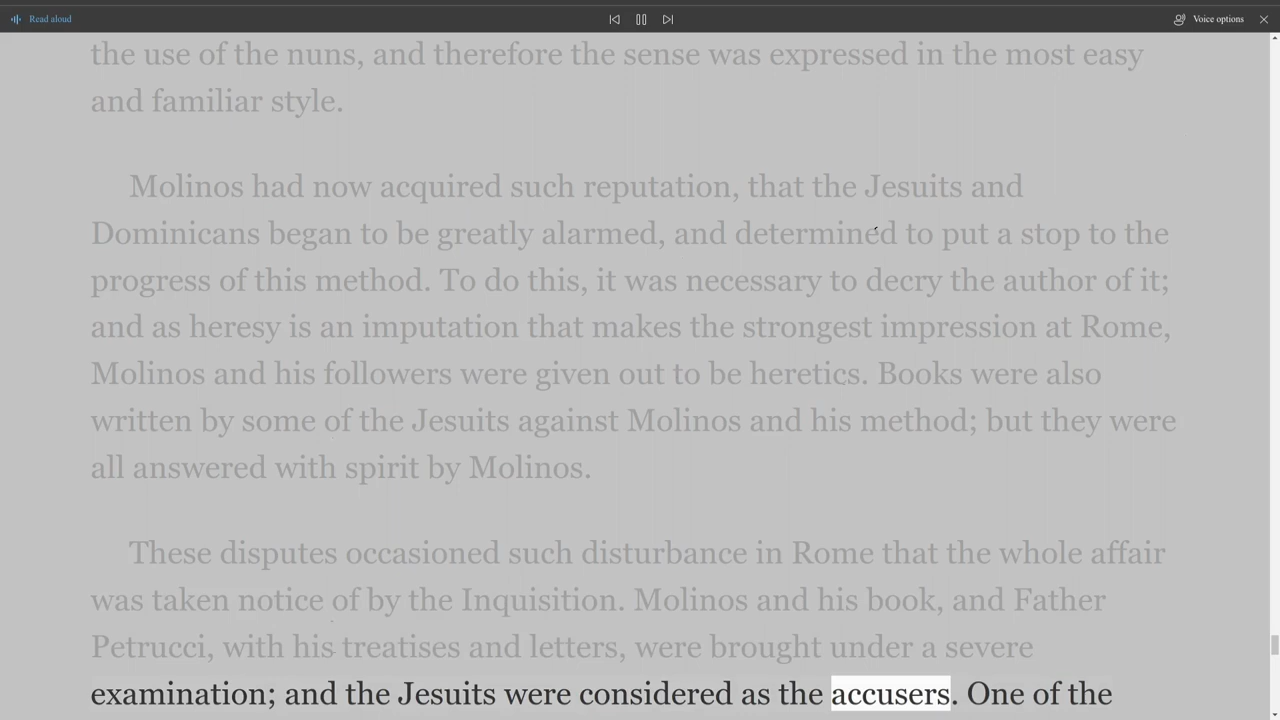 Read aloud
Voice options
the use of the nuns, and therefore the sense was expressed in the most easy
and familiar style.
Molinos had now acquired such reputation, that the Jesuits and
Dominicans began to be greatly alarmed, and determined to put a stop to the
progress of this method. To do this, it was necessary to decry the author of it;
and as heresy is an imputation that makes the strongest impression at Rome,
Molinos and his followers were given out to be heretics. Books were also
written by some of the Jesuits against Molinos and his method; but they were
all answered with spirit by Molinos.
These disputes occasioned such disturbance in Rome that the whole affair
was taken notice of by the Inquisition. Molinos and his book, and Father
Petrucci, with his treatises and letters, were brought under a severe
examination; and the Jesuits were considered as the accusers. One of the